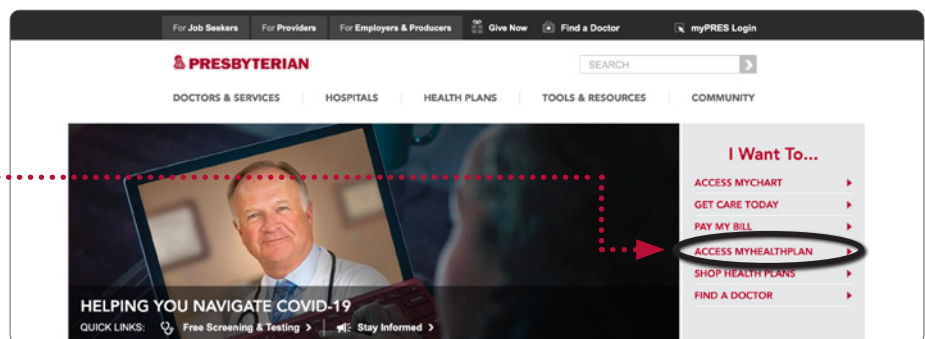 For Job Seekers For Providers For Employers & Producers Give Now Find a Doctor myPRES Login
PRESBYTERIAN
SEARCH
DOCTORS & SERVICES HOSPITALS HEALTH PLANS TOOLS & RESOURCES COMMUNITY
I Want To...
ACCESS MYCHART
GET CARE TODAY
PAY MY BILL
ACCESS MYHEALTHPLAN
SHOP HEALTH PLANS
FIND A DOCTOR
HELPING YOU NAVIGATE COVID-19
QUICK LINKS: Free Screening & Testing > Stay Informed >